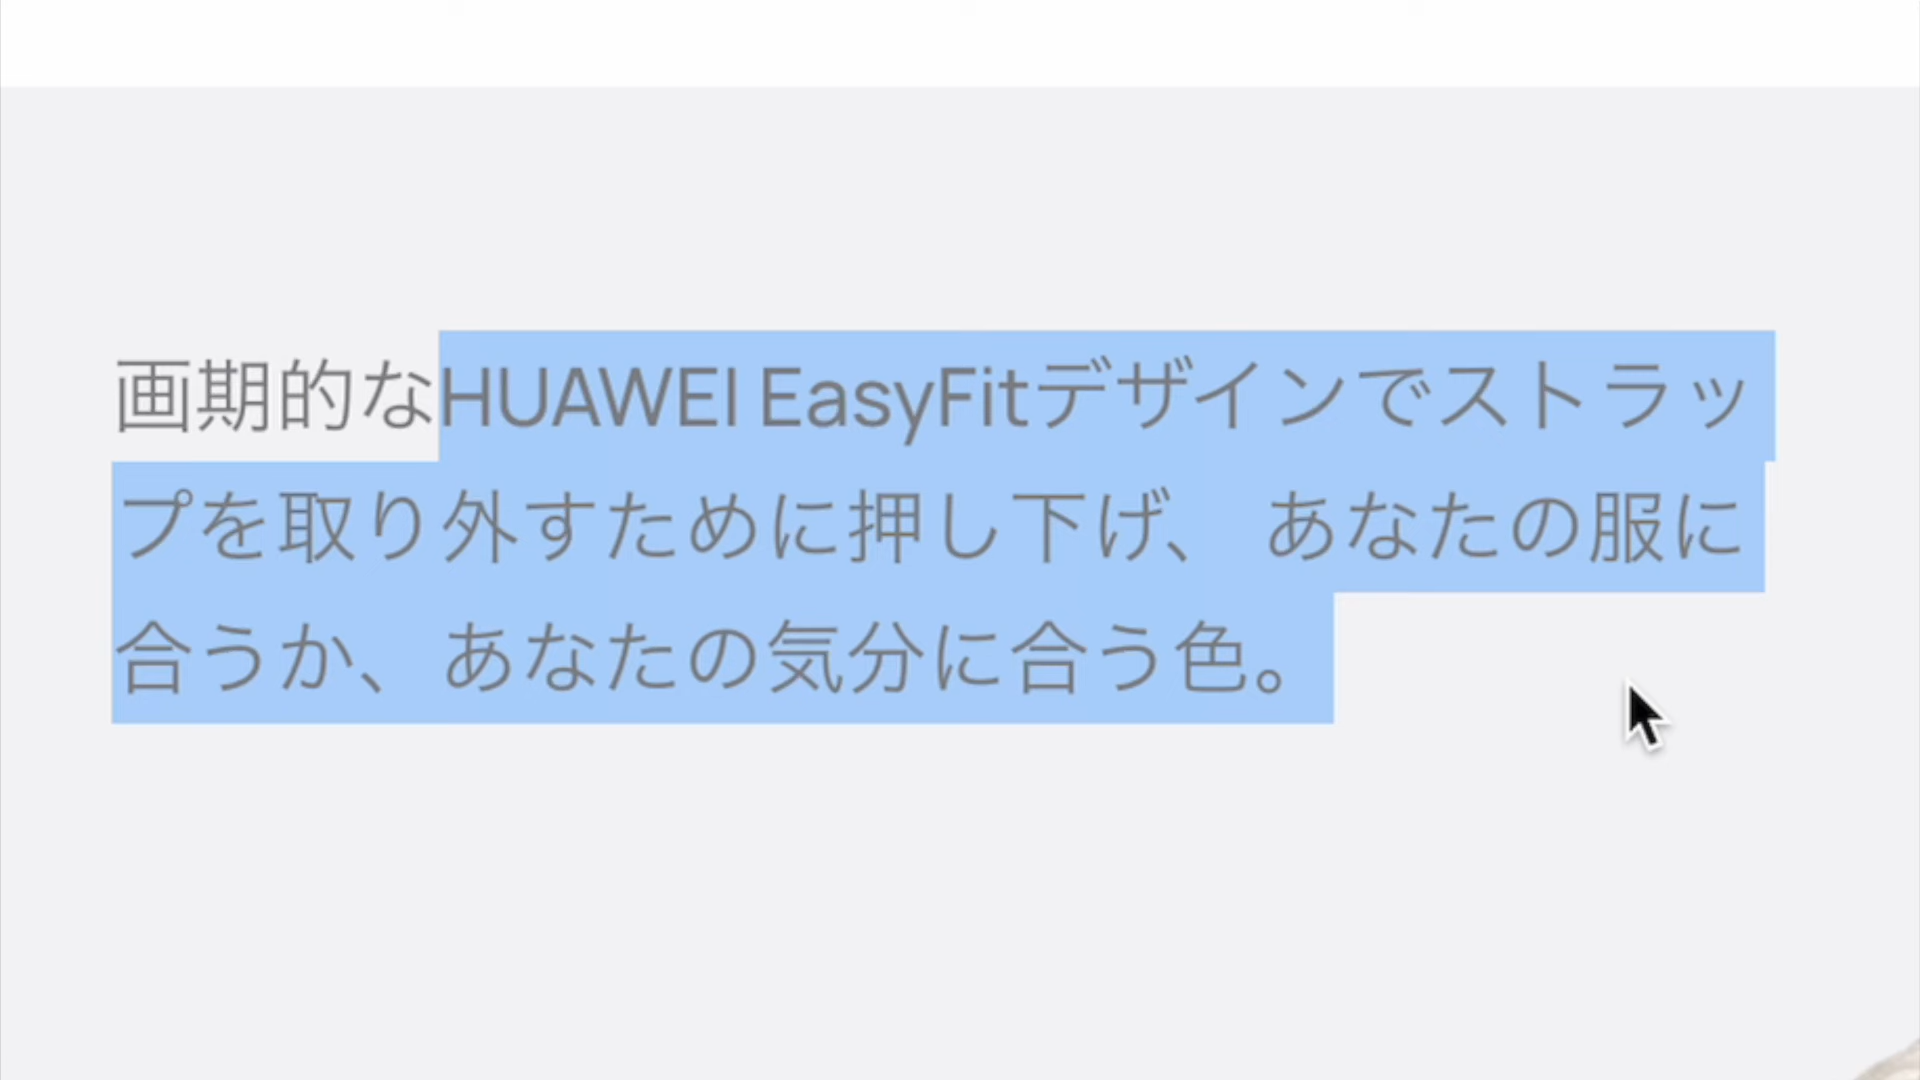 画期的なHUAWEI EasyFitデザインでストラッ
プを取り外すために押し下げ、 あなたの服に
合うか、あなたの気分に合う色。